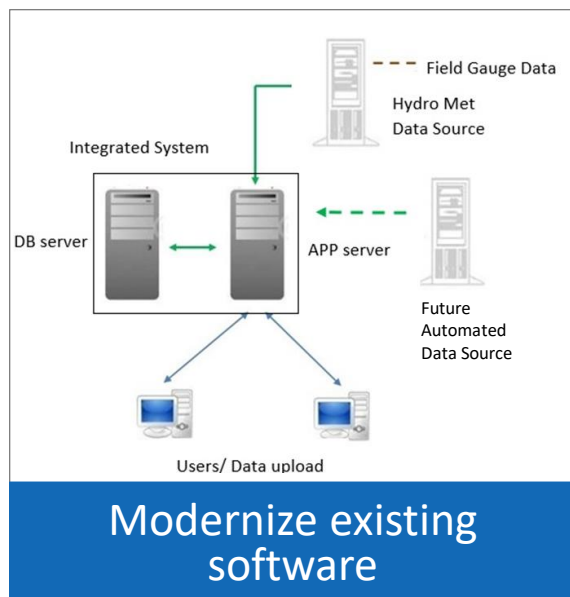 Field Gauge Data
Hydro Met
Data Source
Integrated System
DB server
APP server
Future
Automated
Data Source
Users/ Data upload
Modernize existing
software